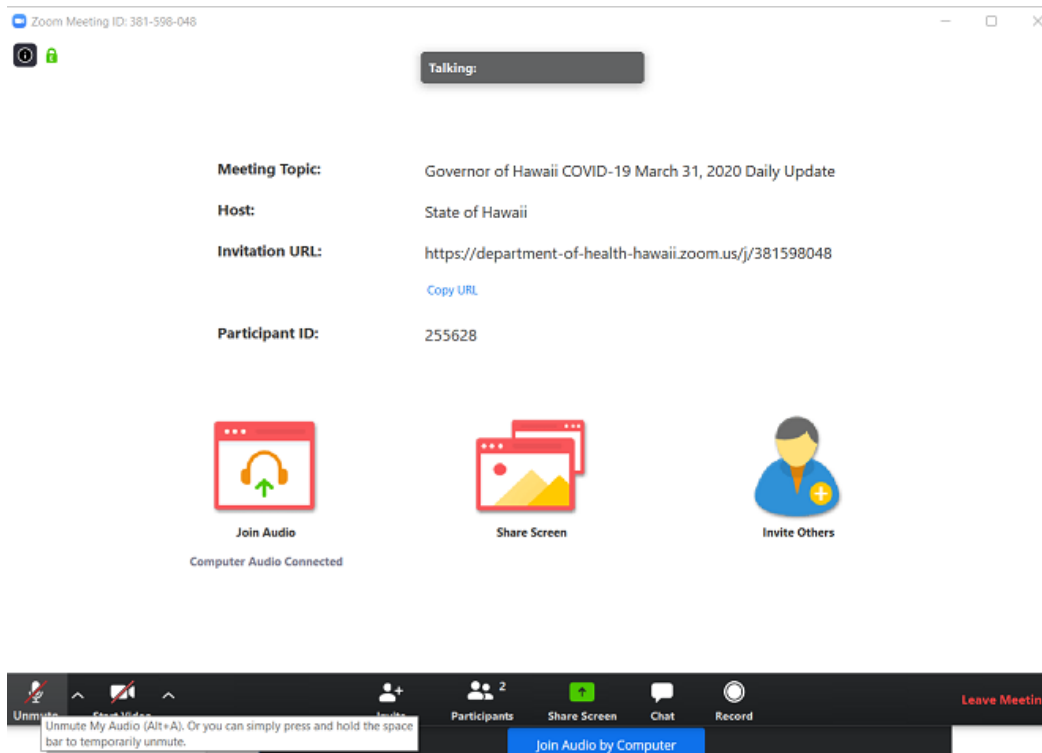 Zoom Meeting ID: 381-598-048
Talking:
Meeting Topic: Governor of Hawaii COVID-19 March 31, 2020 Daily Update
Host: State of Hawaii
Invitation URL: https://department-of-health-hawaii.zoom.us/j/381598048
Copy URL
Participant ID: 255628
Join Audio Share Screen Invite Others
Computer Audio Connected
2
Unmute Start Video Invite Participants Share Screen Chat Record Leave Meetin
Unmute My Audio (Alt+A). Or you can simply press and hold the space
bar to temporarily unmute.
Join Audio by Computer